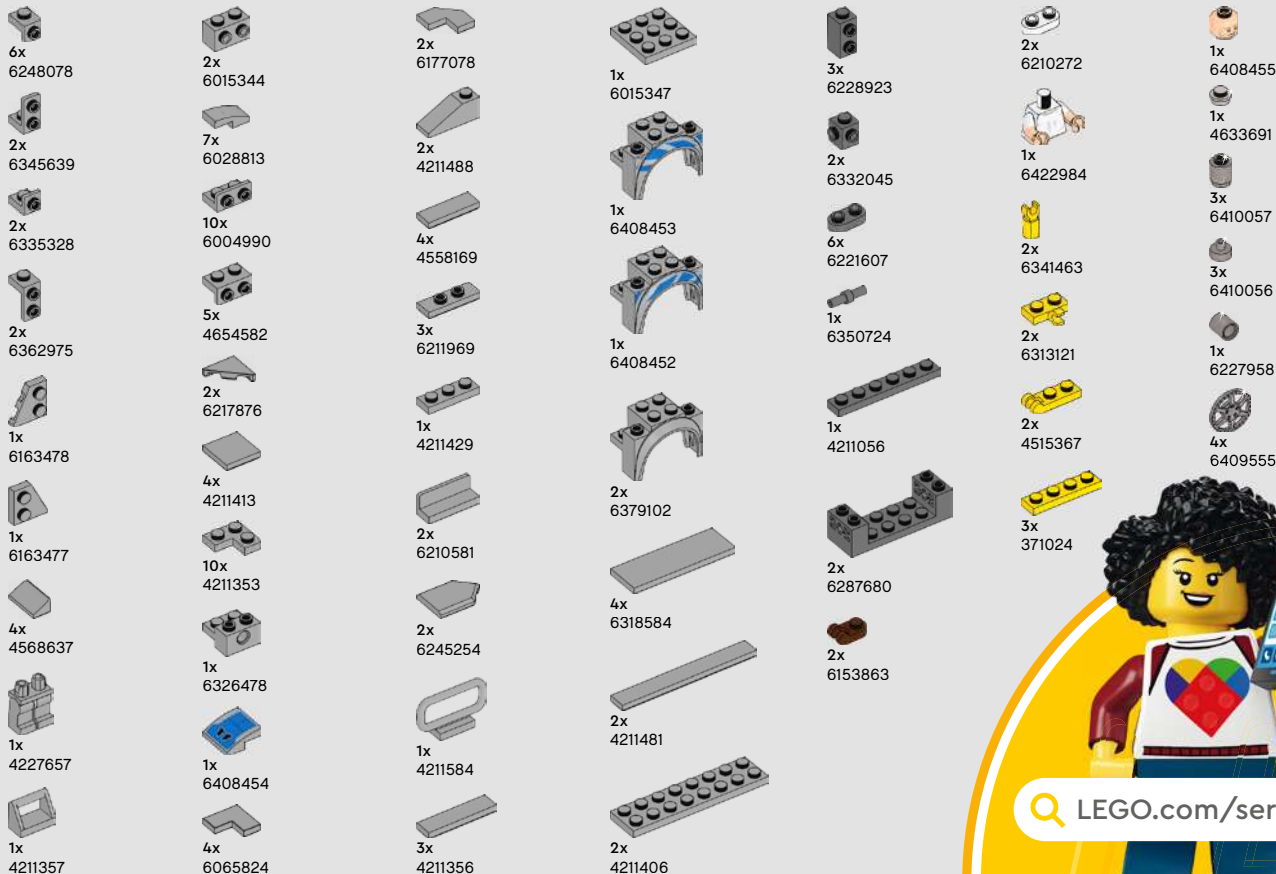 6x
6248078
2x
6345639
2x
6335328
2x
6362975
1x
6163478
1x
6163477
4x
4568637
1x
4227657
1x
4211357
2x
6015344
7x
6028813
10x
6004990
5x
4654582
2x
6217876
4x
4211413
10x
4211353
1x
6326478
1x
6408454
4x
6065824
2x
6177078
2x
4211488
4x
4558169
3x
6211969
1x
4211429
2x
6210581
2x
6245254
1x
4211584
3x
4211356
1x
6015347
1x
6408453
1x
6408452
2x
6379102
4x
6318584
2x
4211481
2x
4211406
3x
6228923
2x
6332045
6x
6221607
1x
6350724
1x
4211056
2x
6287680
2x
6153863
2x
6210272
1x
6422984
2x
6341463
2x
6313121
2x
4515367
3x
371024
1x
6408455
1x
4633691
3x
6410057
3x
6410056
1x
6227958
4x
6409555
LEGO.com/ser